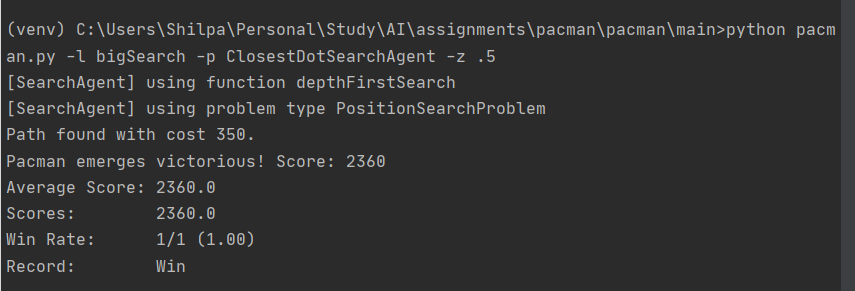 (venv) C:\Users\Shilpa\Personal\Study\AI\assignments\pacman\pacman\main>python pacm
an.py -l bigSearch -p ClosestDotSearchAgent -z .5
[SearchAgent] using function depthFirstSearch
[SearchAgent] using problem type PositionSearchProblem
Path found with cost 350.
Pacman emerges victorious! Score: 2360
Average Score: 2360.0
Scores:        2360.0
Win Rate:      1/1 (1.00)
Record:        Win